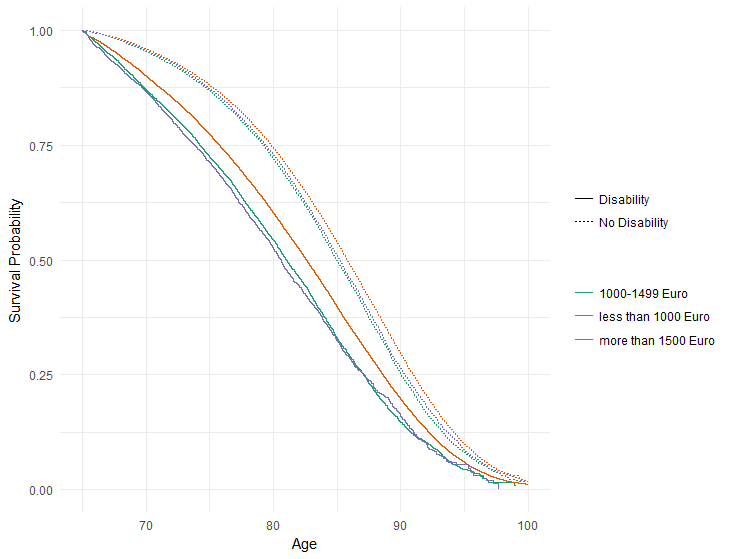 1.00
0.75
0.50
0.25
0.00
Survival Probability
70 80 90 100
Age
Disability
No Disability
1000-1499 Euro
less than 1000 Euro
more than 1500 Euro